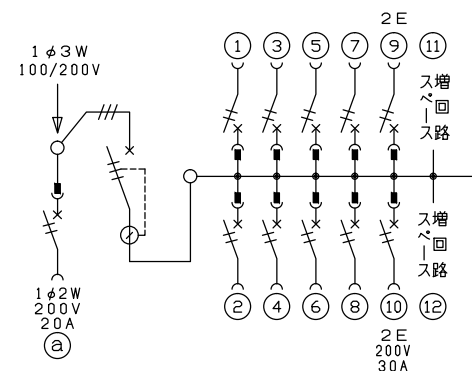 2E
① ③ ⑤ ⑦ ⑨ ⑪
1φ3W
100/200V
増回路
スペース
増回路
スペース
1φ2W
200V
20A
ⓐ
② ④ ⑥ ⑧ ⑩ ⑫
2E
200V
30A